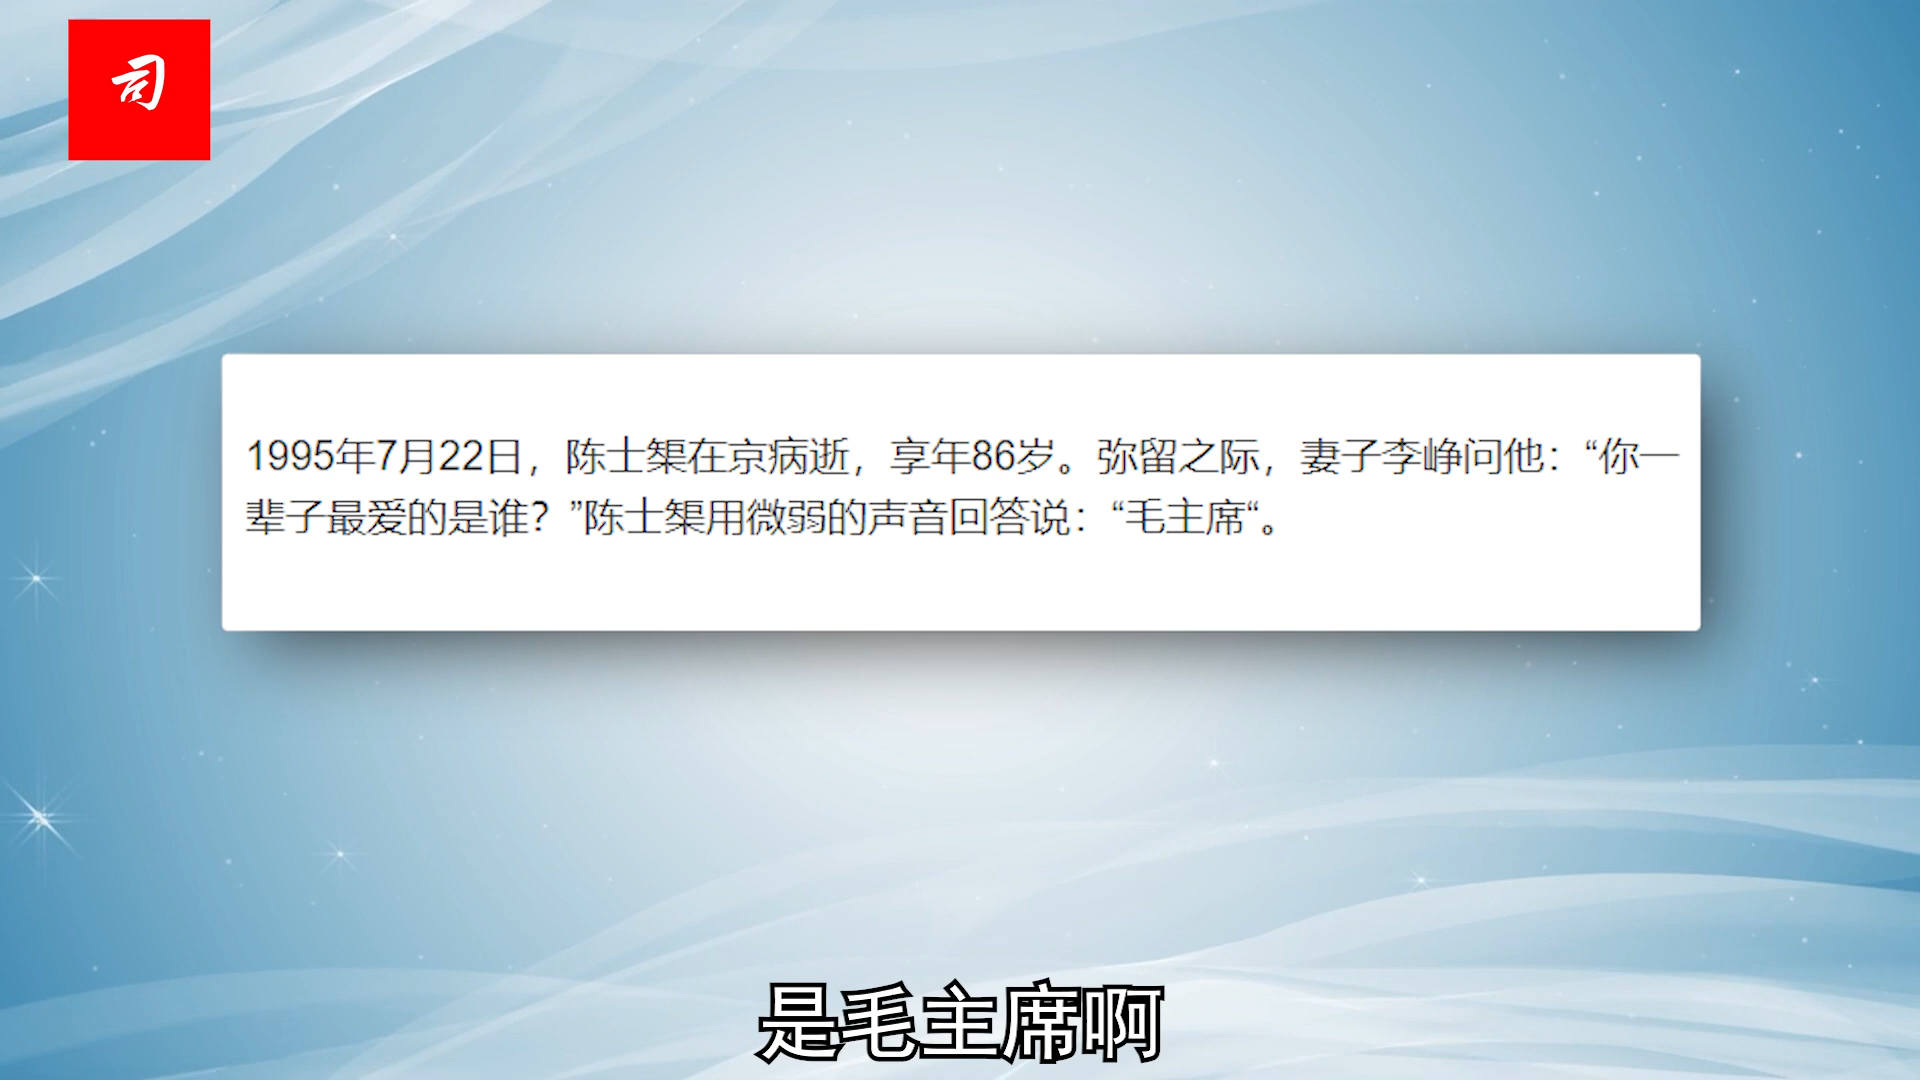 司
1995年7月22日，陈士榘在京病逝，享年86岁。弥留之际，妻子李峥问他：“你一
辈子最爱的是谁？”陈士榘用微弱的声音回答说：“毛主席“。
是毛主席啊